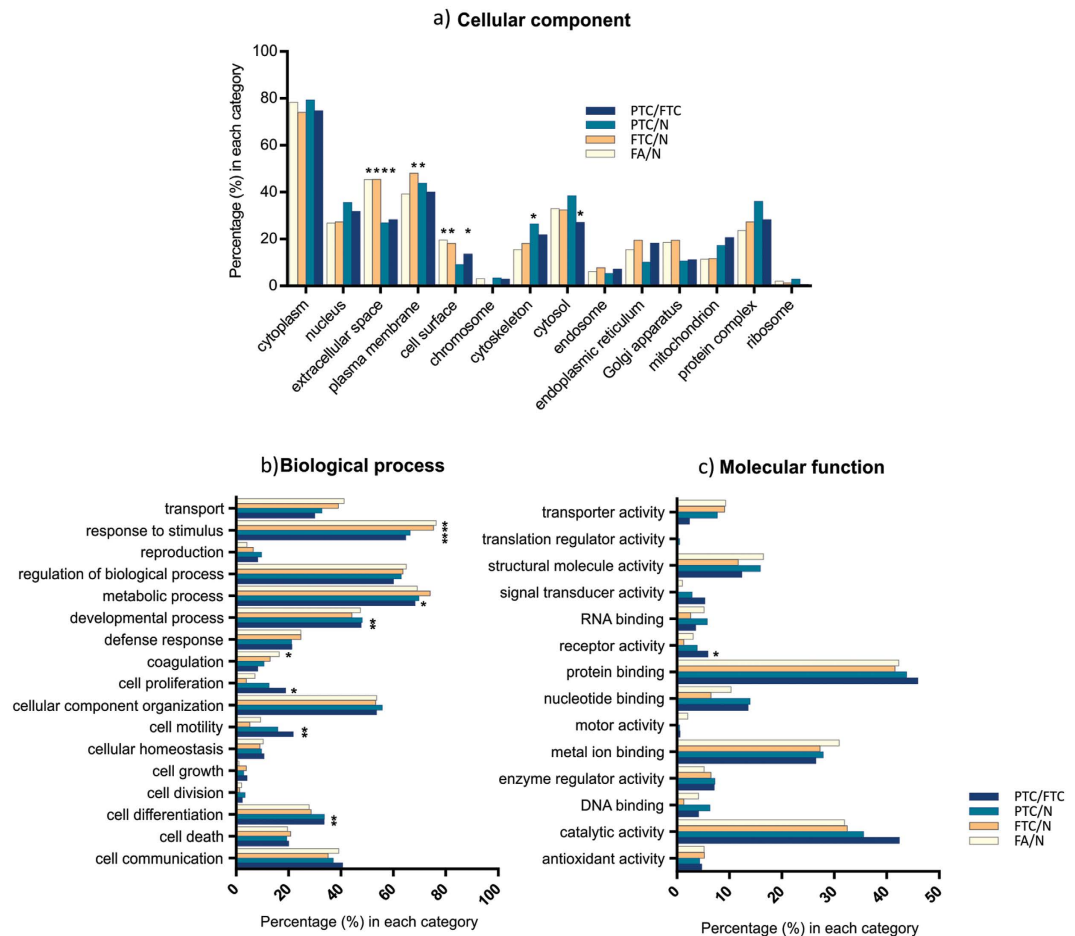 a) Cellular component
Percentage (%) in each category
100
80
60
40
20
0
PTC/FTC
PTC/N
FTC/N
FA/N
****
**
** *
*
*
cytoplasm
nucleus
extracellular space
plasma membrane
cell surface
chromosome
cytoskeleton
cytosol
endosome
endoplasmic reticulum
Golgi apparatus
mitochondrion
protein complex
ribosome
b) Biological process
transport
response to stimulus ****
reproduction
regulation of biological process
metabolic process *
developmental process **
defense response
coagulation *
cell proliferation *
cellular component organization
cell motility **
cellular homeostasis
cell growth
cell division
cell differentiation **
cell death
cell communication
0 20 40 60 80 100
Percentage (%) in each category
c) Molecular function
transporter activity
translation regulator activity
structural molecule activity
signal transducer activity
RNA binding
receptor activity *
protein binding
nucleotide binding
motor activity
metal ion binding
enzyme regulator activity
DNA binding
catalytic activity
antioxidant activity
0 10 20 30 40 50
Percentage (%) in each category
PTC/FTC
PTC/N
FTC/N
FA/N